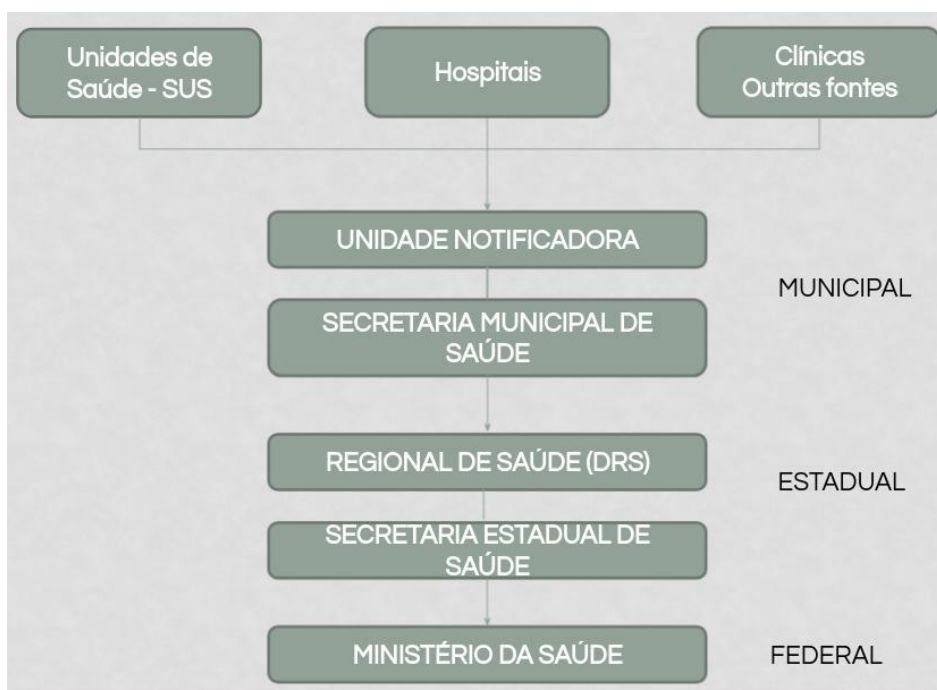 Unidades de
Saúde - SUS
Hospitais
Clínicas
Outras fontes
UNIDADE NOTIFICADORA
MUNICIPAL
SECRETARIA MUNICIPAL DE
SAÚDE
REGIONAL DE SAÚDE (DRS)
ESTADUAL
SECRETARIA ESTADUAL DE
SAÚDE
MINISTÉRIO DA SAÚDE
FEDERAL